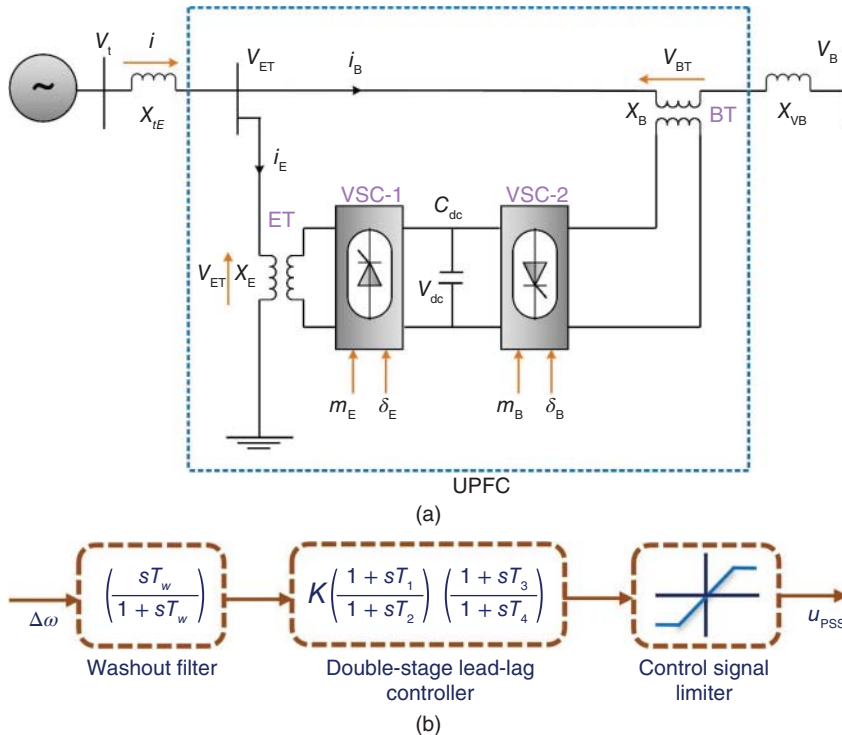 V_t
i
X_tE
V_ET
i_B
V_BT
V_B
X_B
BT
X_VB
i_E
ET
VSC-1
C_dc
VSC-2
V_ET
X_E
V_dc
m_E
δ_E
m_B
δ_B
UPFC
(a)
Δω
(sT_w / (1 + sT_w))
K((1 + sT_1) / (1 + sT_2)) ((1 + sT_3) / (1 + sT_4))
u_PSS
Washout filter
Double-stage lead-lag
controller
Control signal
limiter
(b)